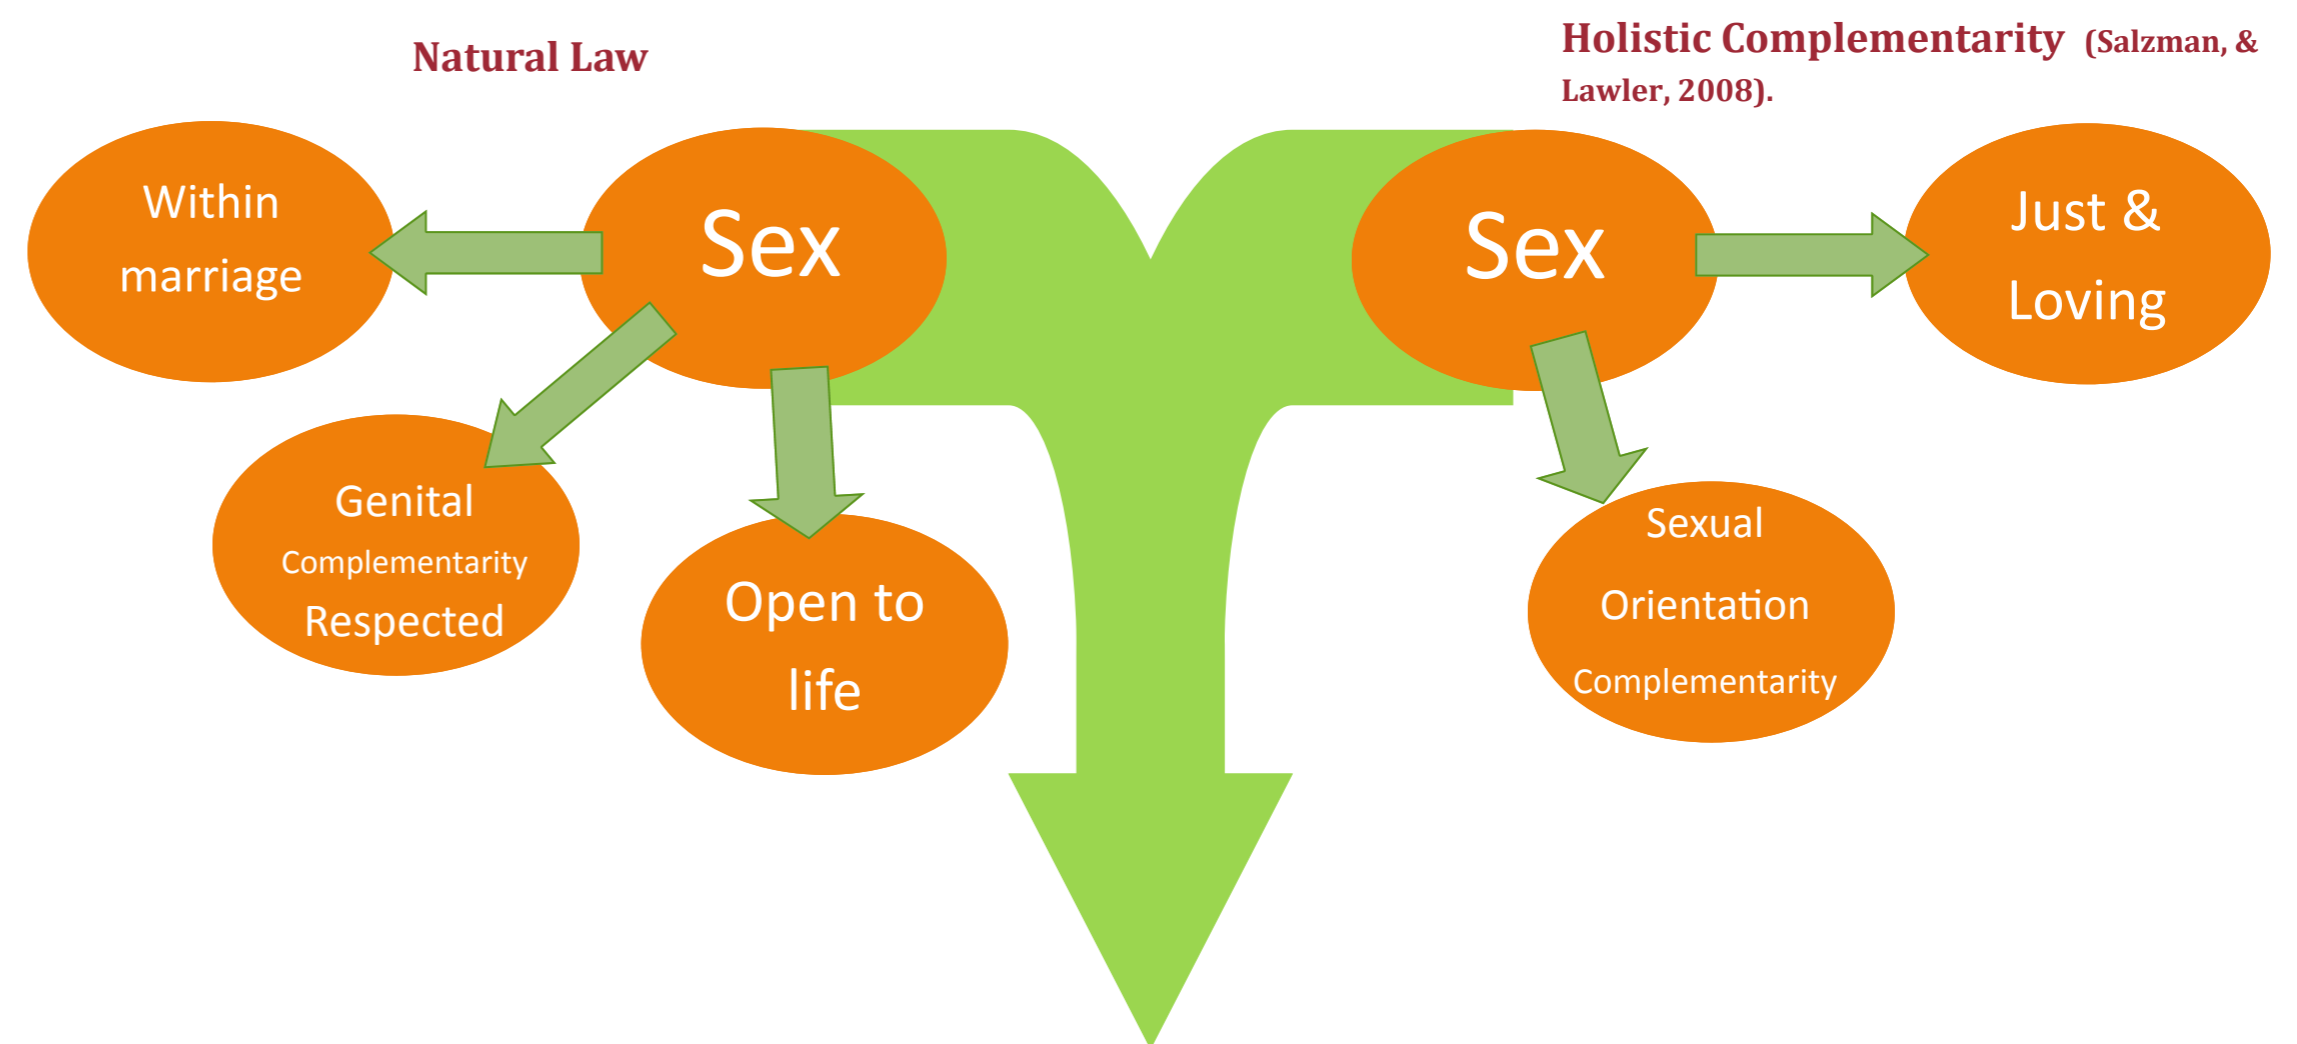 Natural Law
Holistic Complementarity (Salzman, &
Lawler, 2008).
Within
marriage
Sex
Sex
Just &
Loving
Genital
Complementarity
Respected
Open to
life
Sexual
Orientation
Complementarity